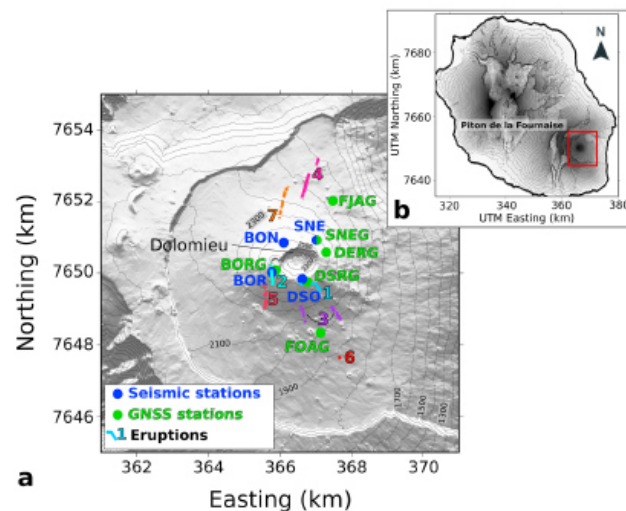 7680
7660
7640
UTM Northing (km)
N
Piton de la Fournaise
320
340
360
380
UTM Easting (km)
b
7655
7654
7652
7650
7648
7646
Northing (km)
4
7
2300
FJAG
SNE
SNEG
BON
Dolomieu
DERG
BORG
BOR
2
DSRG
DSO
1
5
3
FOAG
2100
6
1900
1700
1500
1300
Seismic stations
GNSS stations
1 Eruptions
362
364
366
368
370
a
Easting (km)